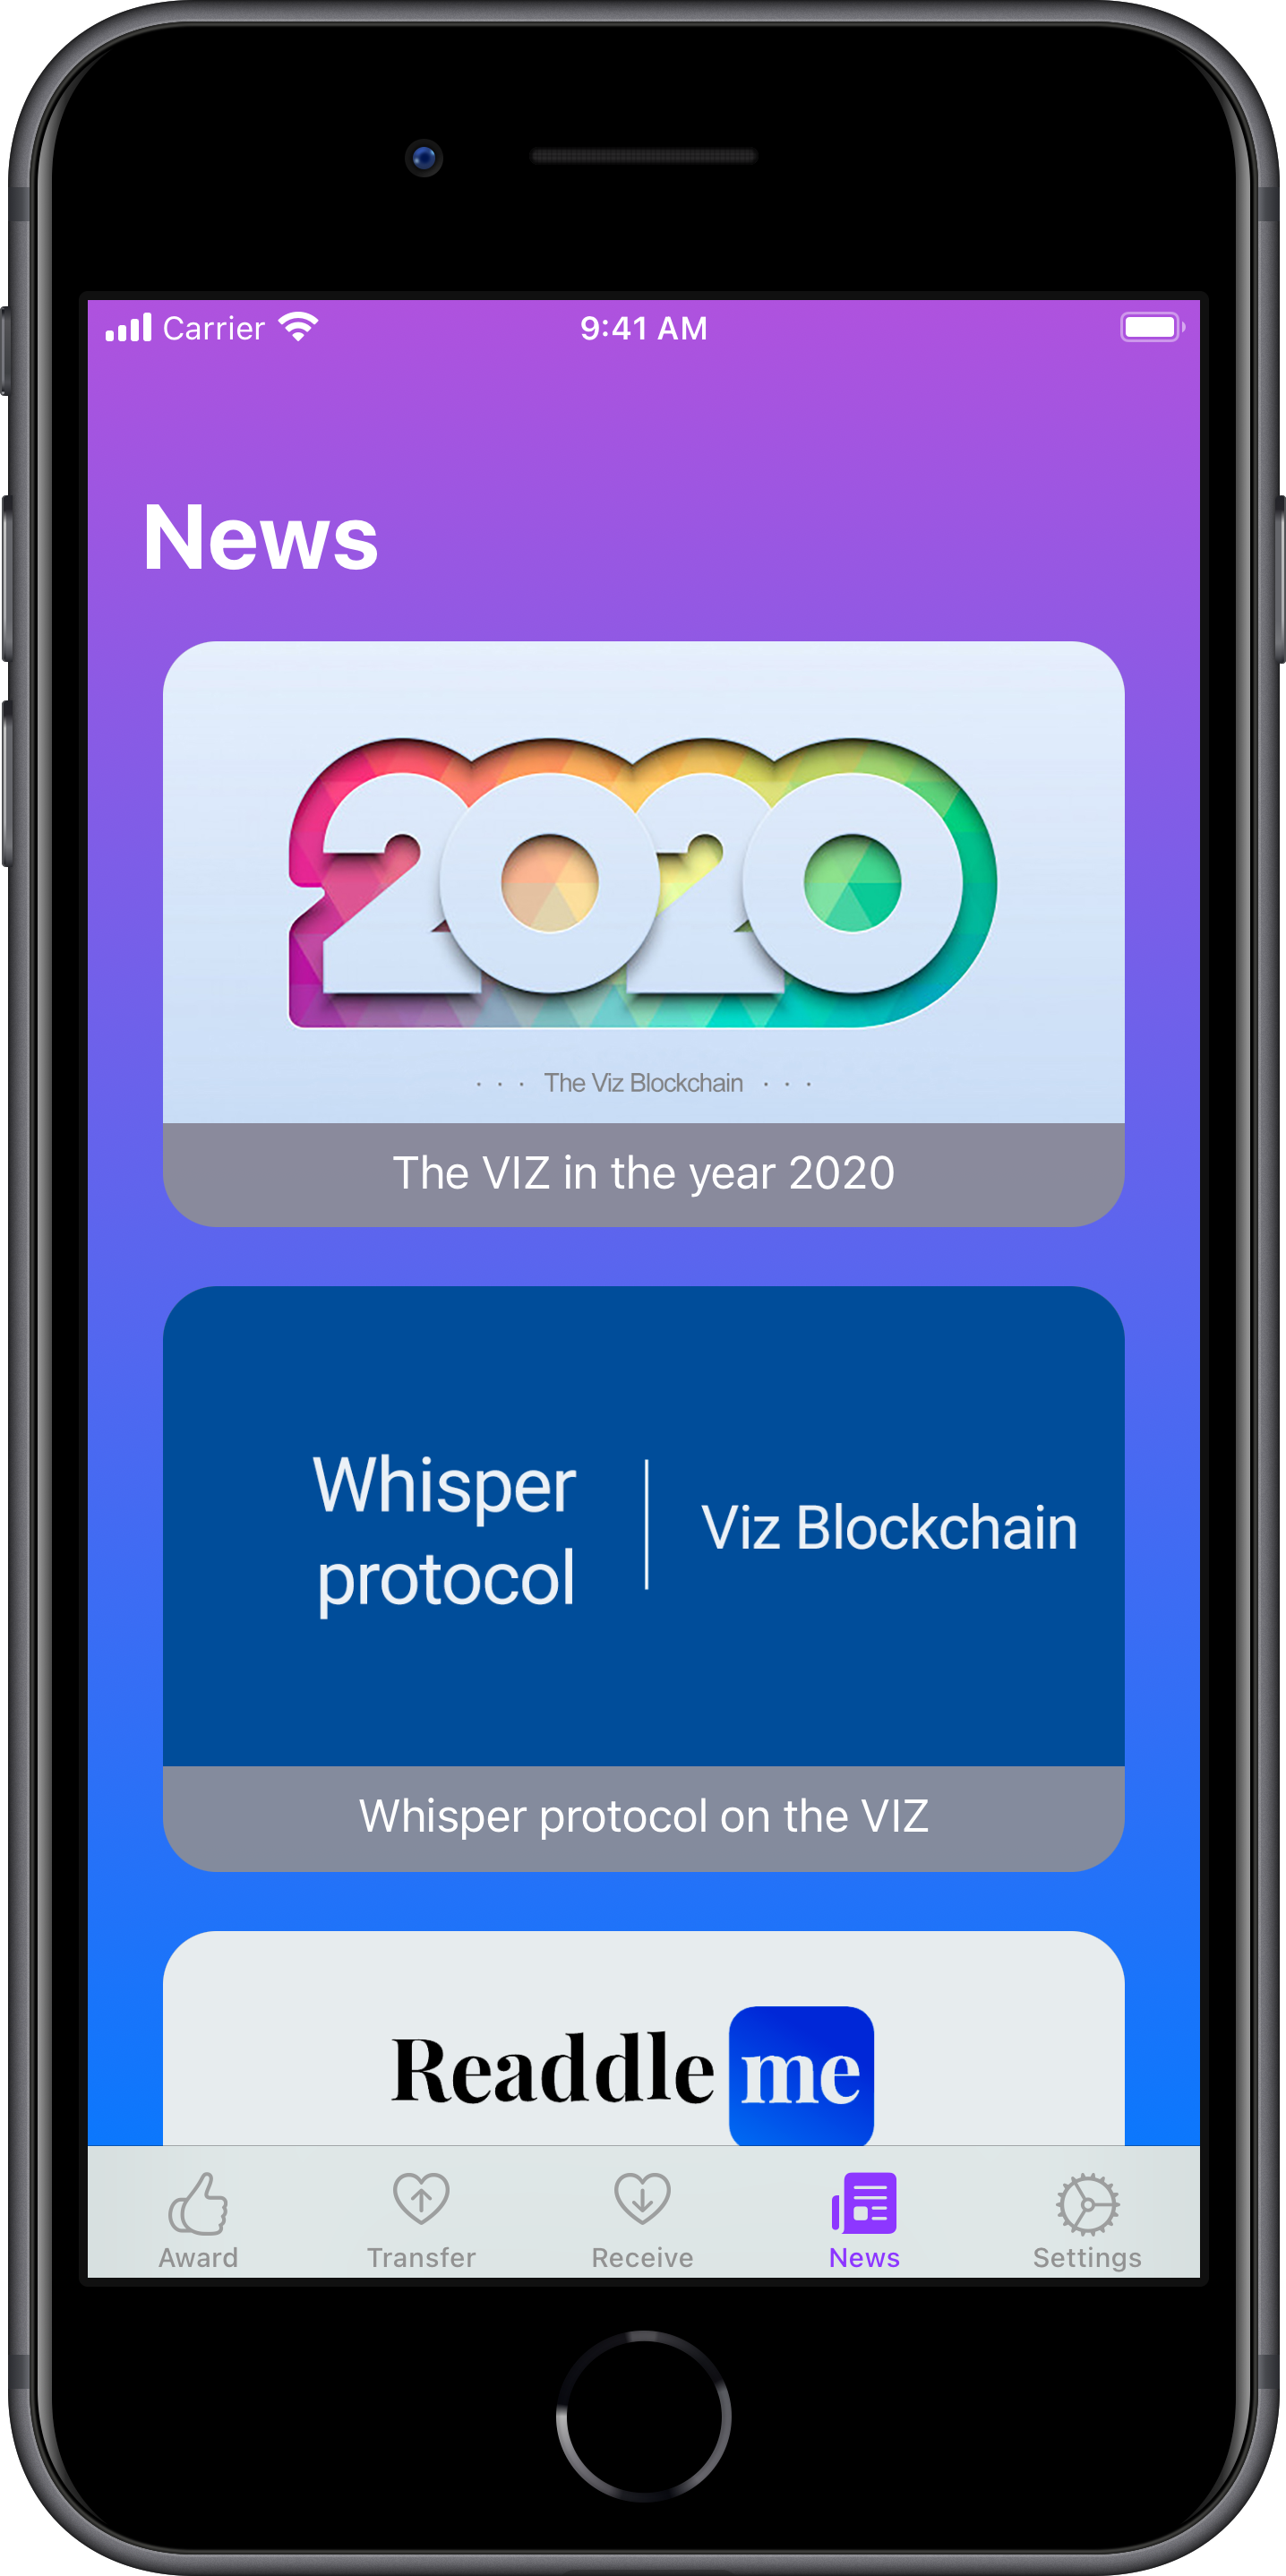 Carrier 9:41 AM
News
2020
· · · The Viz Blockchain · · ·
The VIZ in the year 2020
Whisper
protocol
Viz Blockchain
Whisper protocol on the VIZ
Readdle me
Award Transfer Receive News Settings